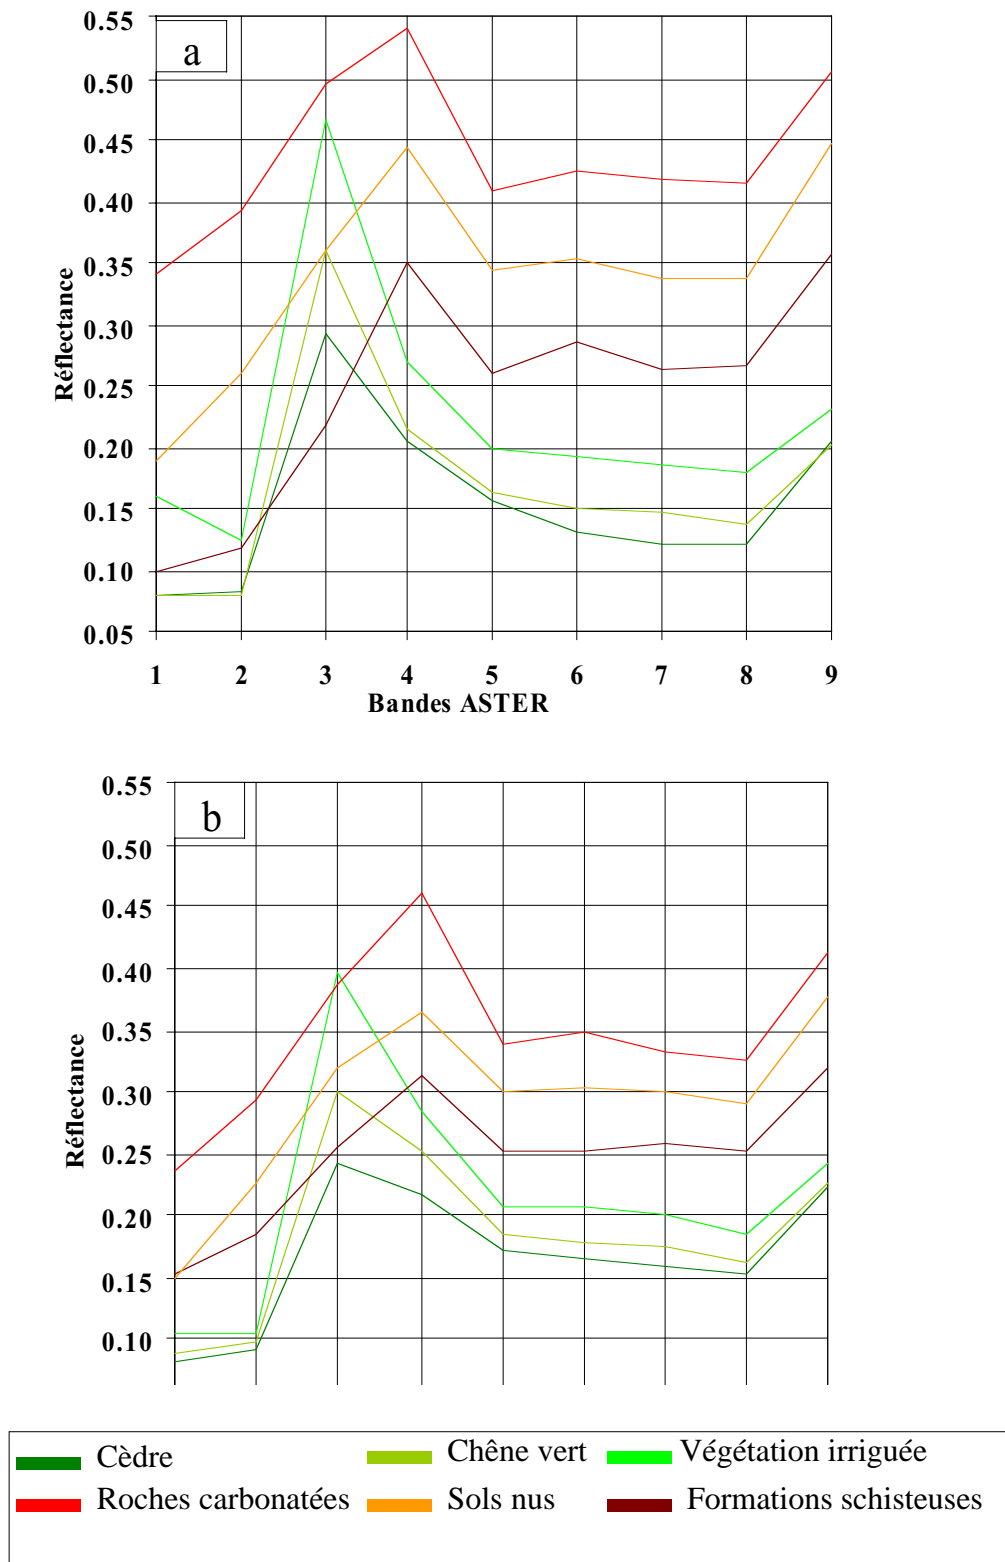 a
0.55
0.50
0.45
0.40
0.35
0.30
0.25
0.20
0.15
0.10
0.05
Réflectance
1 2 3 4 5 6 7 8 9
Bandes ASTER
b
0.55
0.50
0.45
0.40
0.35
0.30
0.25
0.20
0.15
0.10
Réflectance
Cèdre Chêne vert Végétation irriguée
Roches carbonatées Sols nus Formations schisteuses